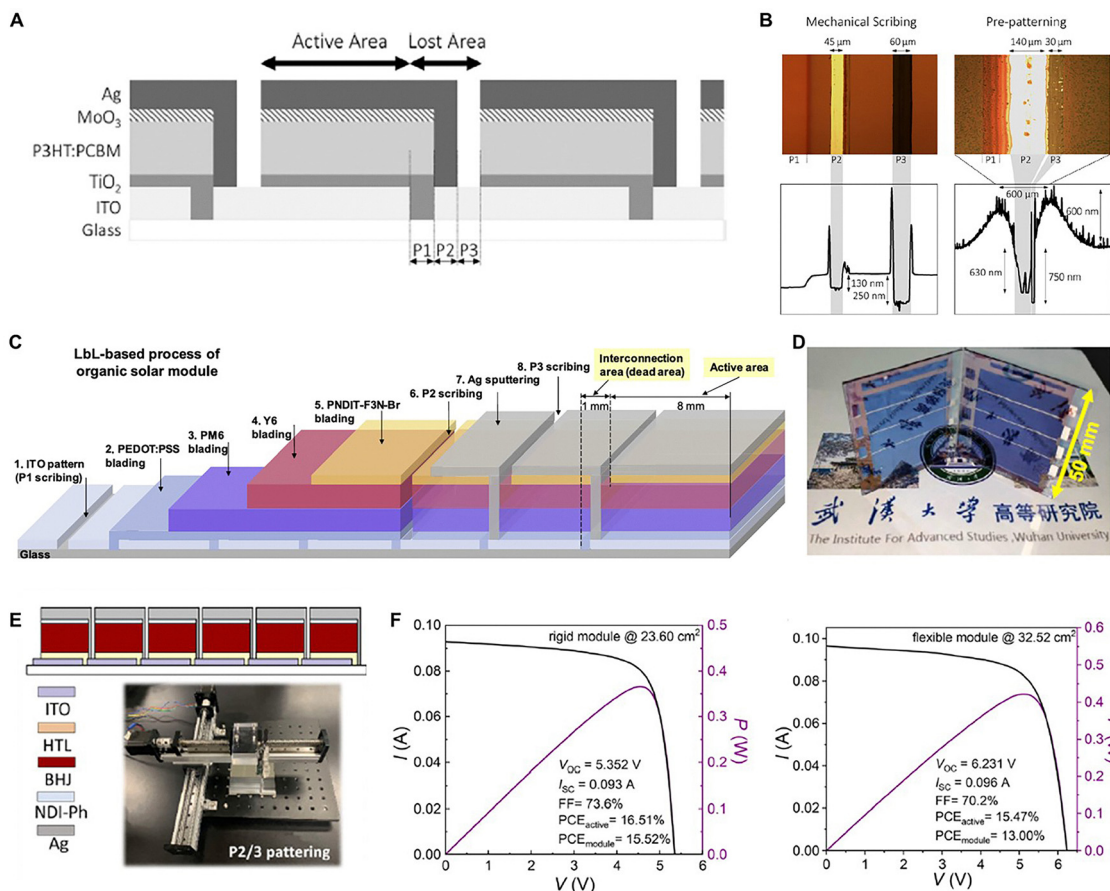 A
Active Area
Lost Area
Ag
MoO3
P3HT:PCBM
TiO2
ITO
Glass
P1 P2 P3
B
Mechanical Scribing
Pre-patterning
45 μm
60 μm
140 μm 30 μm
P1 P2 P3
P1 P2 P3
600 μm
600 nm
130 nm
250 nm
630 nm
750 nm
C
LbL-based process of
organic solar module
1. ITO pattern
(P1 scribing)
2. PEDOT:PSS
blading
3. PM6
blading
4. Y6
blading
5. PNDIT-F3N-Br
blading
6. P2 scribing
7. Ag sputtering
8. P3 scribing
Interconnection
area (dead area)
Active area
1 mm
8 mm
Glass
D
50 mm
武漢大学 高等研究院
The Institute For Advanced Studies ,Wuhan University
E
ITO
HTL
BHJ
NDI-Ph
Ag
P2/3 pattering
F
rigid module @ 23.60 cm2
I (A)
0.10
0.08
0.06
0.04
0.02
0.00
0.5
0.4
0.3
0.2
0.1
0.0
P (W)
VOC = 5.352 V
ISC = 0.093 A
FF= 73.6%
PCEactive= 16.51%
PCEmodule= 15.52%
0 1 2 3 4 5 6
V (V)
flexible module @ 32.52 cm2
I (A)
0.10
0.08
0.06
0.04
0.02
0.00
0.6
0.5
0.4
0.3
0.2
0.1
0.0
VOC = 6.231 V
ISC = 0.096 A
FF= 70.2%
PCEactive= 15.47%
PCEmodule= 13.00%
0 1 2 3 4 5 6
V (V)